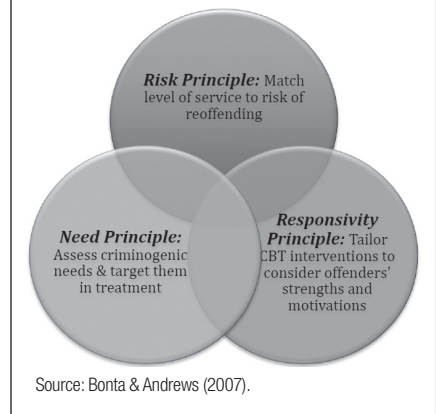 Risk Principle: Match
level of service to risk of
reoffending
Need Principle:
Assess criminogenic
needs & target them
in treatment
Responsivity
Principle: Tailor
CBT interventions to
consider offenders'
strengths and
motivations
Source: Bonta & Andrews (2007).